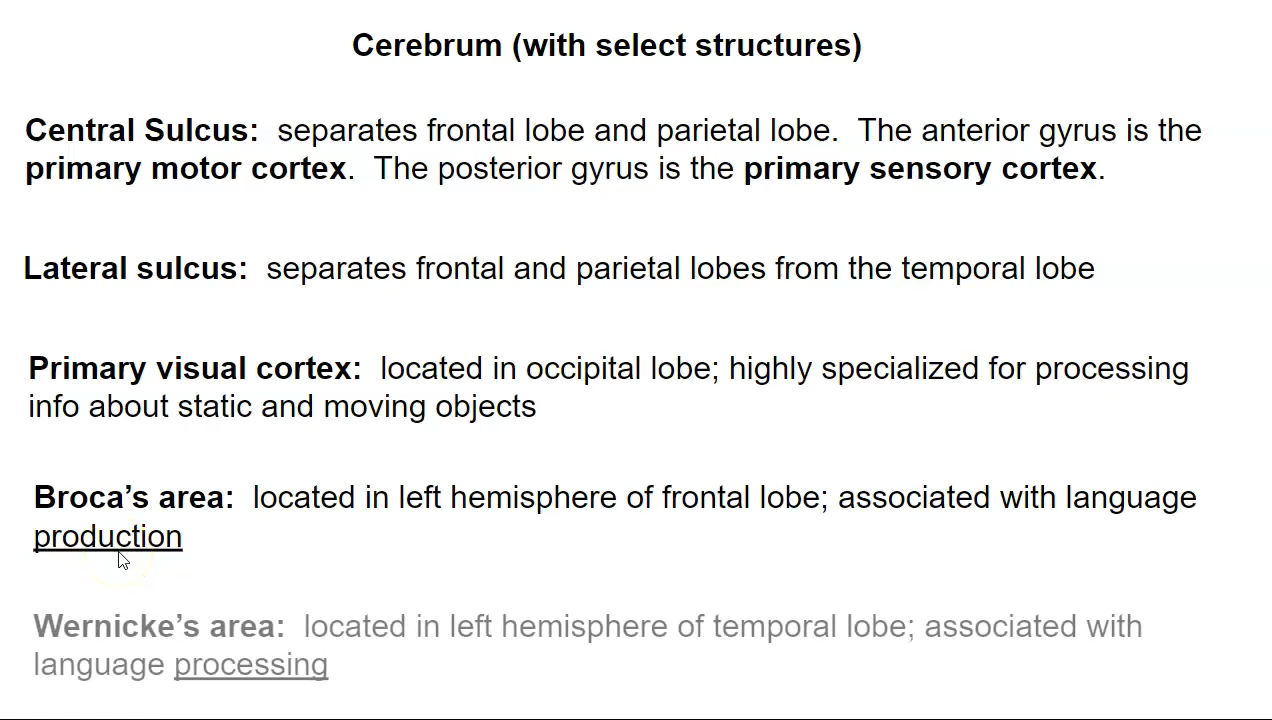 Cerebrum (with select structures)
Central Sulcus: separates frontal lobe and parietal lobe. The anterior gyrus is the
primary motor cortex. The posterior gyrus is the primary sensory cortex.
Lateral sulcus: separates frontal and parietal lobes from the temporal lobe
Primary visual cortex: located in occipital lobe; highly specialized for processing
info about static and moving objects
Broca’s area: located in left hemisphere of frontal lobe; associated with language
production
Wernicke’s area: located in left hemisphere of temporal lobe; associated with
language processing